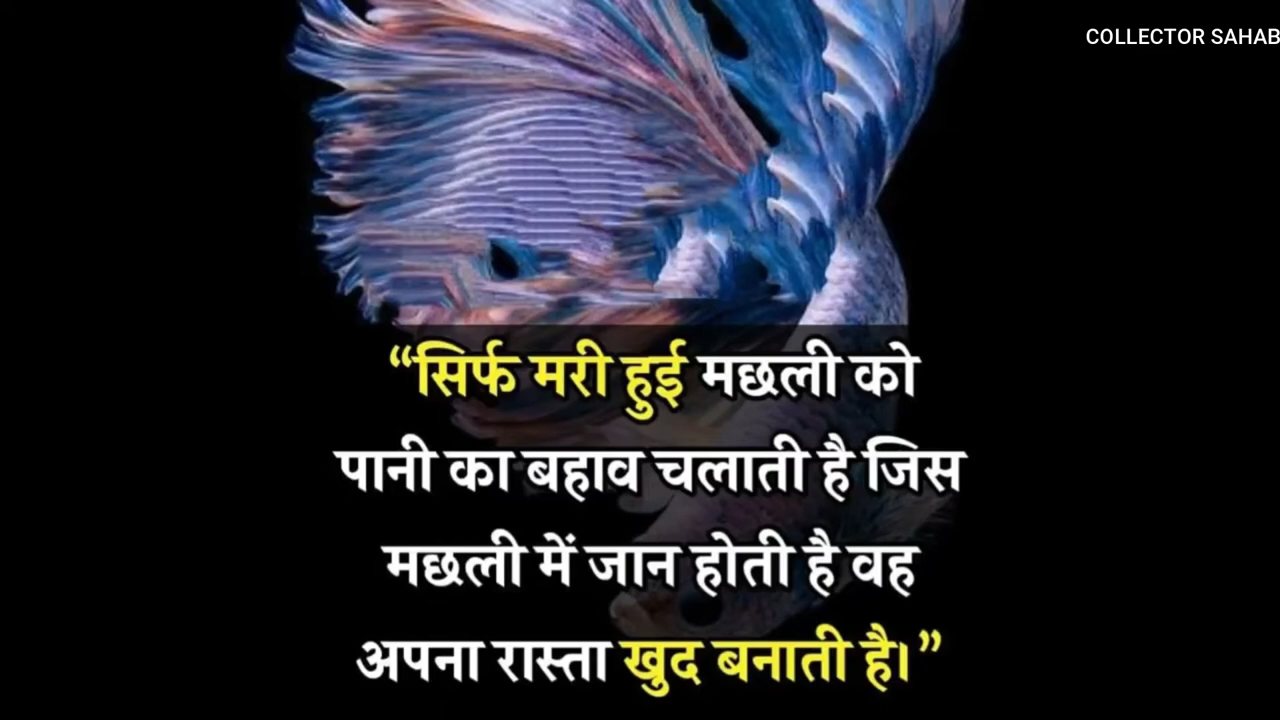 COLLECTOR SAHAB
“सिर्फ मरी हुई मछली को
पानी का बहाव चलाती है जिस
मछली में जान होती है वह
अपना रास्ता खुद बनाती है।”